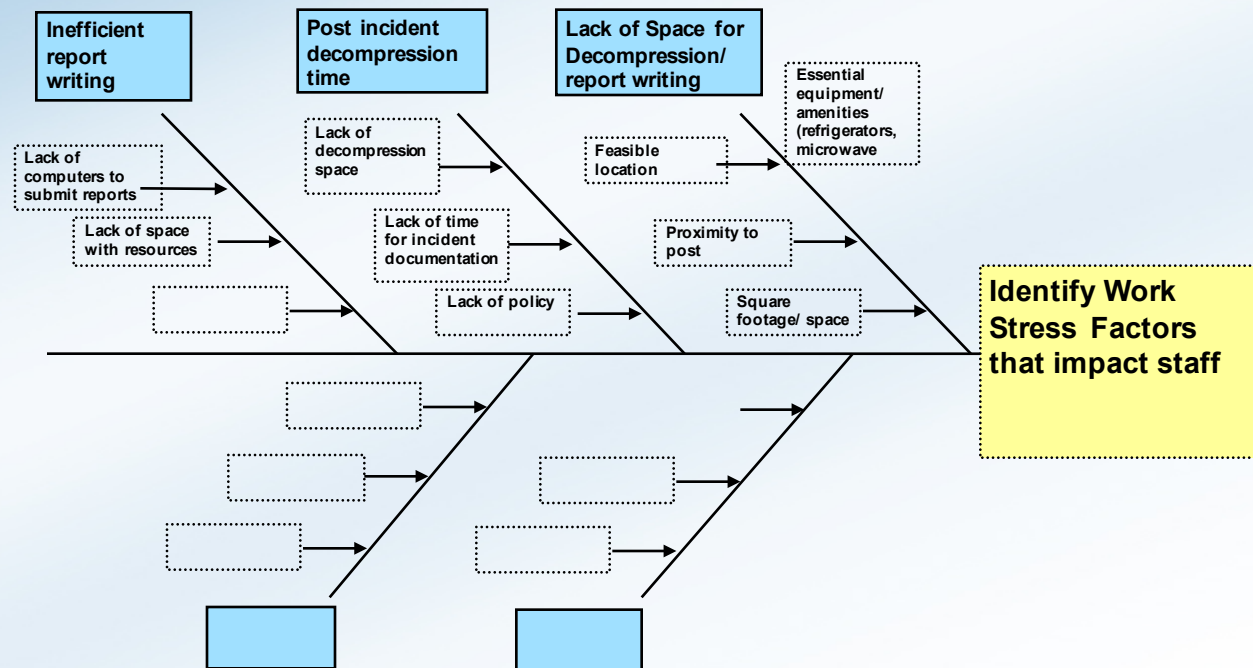 Inefficient
report
writing
Post incident
decompression
time
Lack of Space for
Decompression/
report writing
Essential
equipment/
amenities
(refrigerators,
microwave
Lack of
decompression
space
Feasible
location
Lack of
computers to
submit reports
Lack of space
with resources
Lack of time
for incident
documentation
Proximity to
post
Lack of policy
Square
footage/ space
Identify Work
Stress Factors
that impact staff